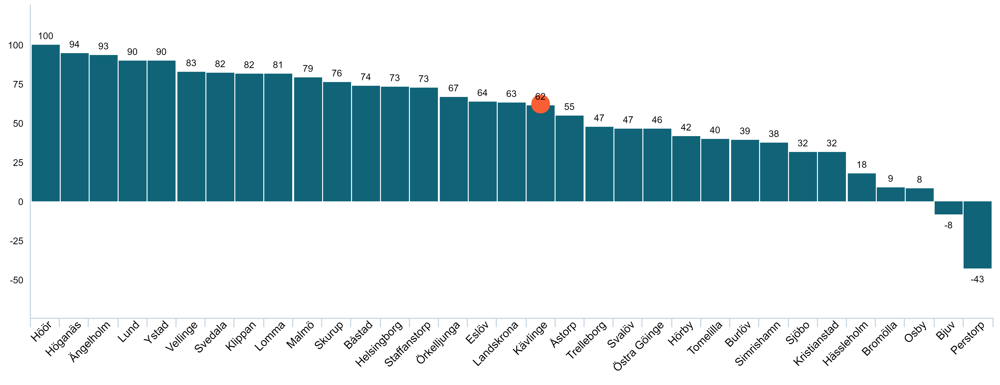 100
75
50
25
0
-25
-50
100
94
93
90
90
83
82
82
81
79
76
74
73
73
67
64
63
62
55
47
47
46
42
40
39
38
32
32
18
9
8
-8
-43
Höör
Höganäs
Ängelholm
Lund
Ystad
Vellinge
Svedala
Klippan
Lomma
Malmö
Skurup
Båstad
Helsingborg
Staffanstorp
Örkelljunga
Eslöv
Landskrona
Kävlinge
Åstorp
Trelleborg
Svalöv
Östra Göinge
Hörby
Tomelilla
Burlöv
Simrishamn
Sjöbo
Kristianstad
Hässleholm
Bromölla
Osby
Bjuv
Perstorp